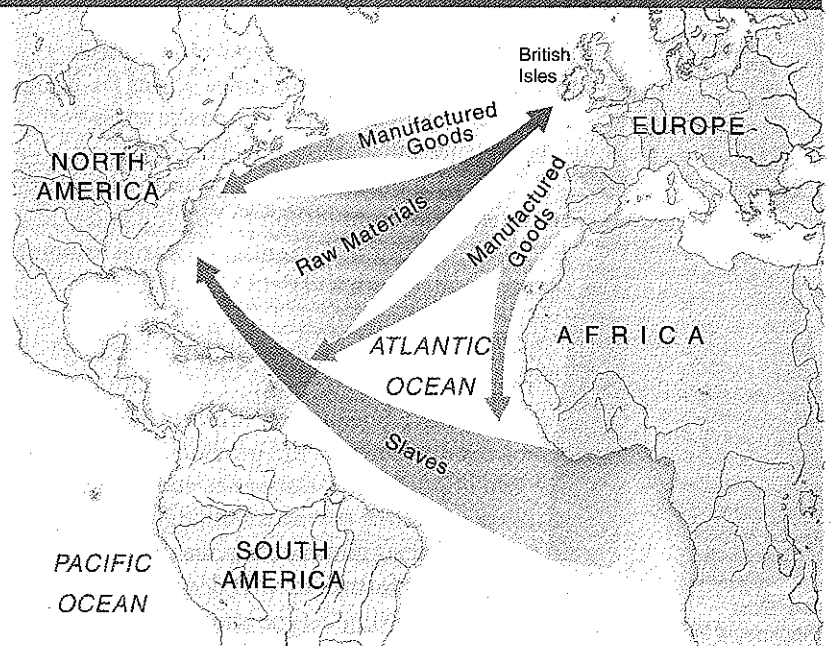 British
Isles
EUROPE
Manufactured
Goods
NORTH
AMERICA
Raw Materials
Manufactured
Goods
AFRICA
ATLANTIC
OCEAN
Slaves
SOUTH
AMERICA
PACIFIC
OCEAN